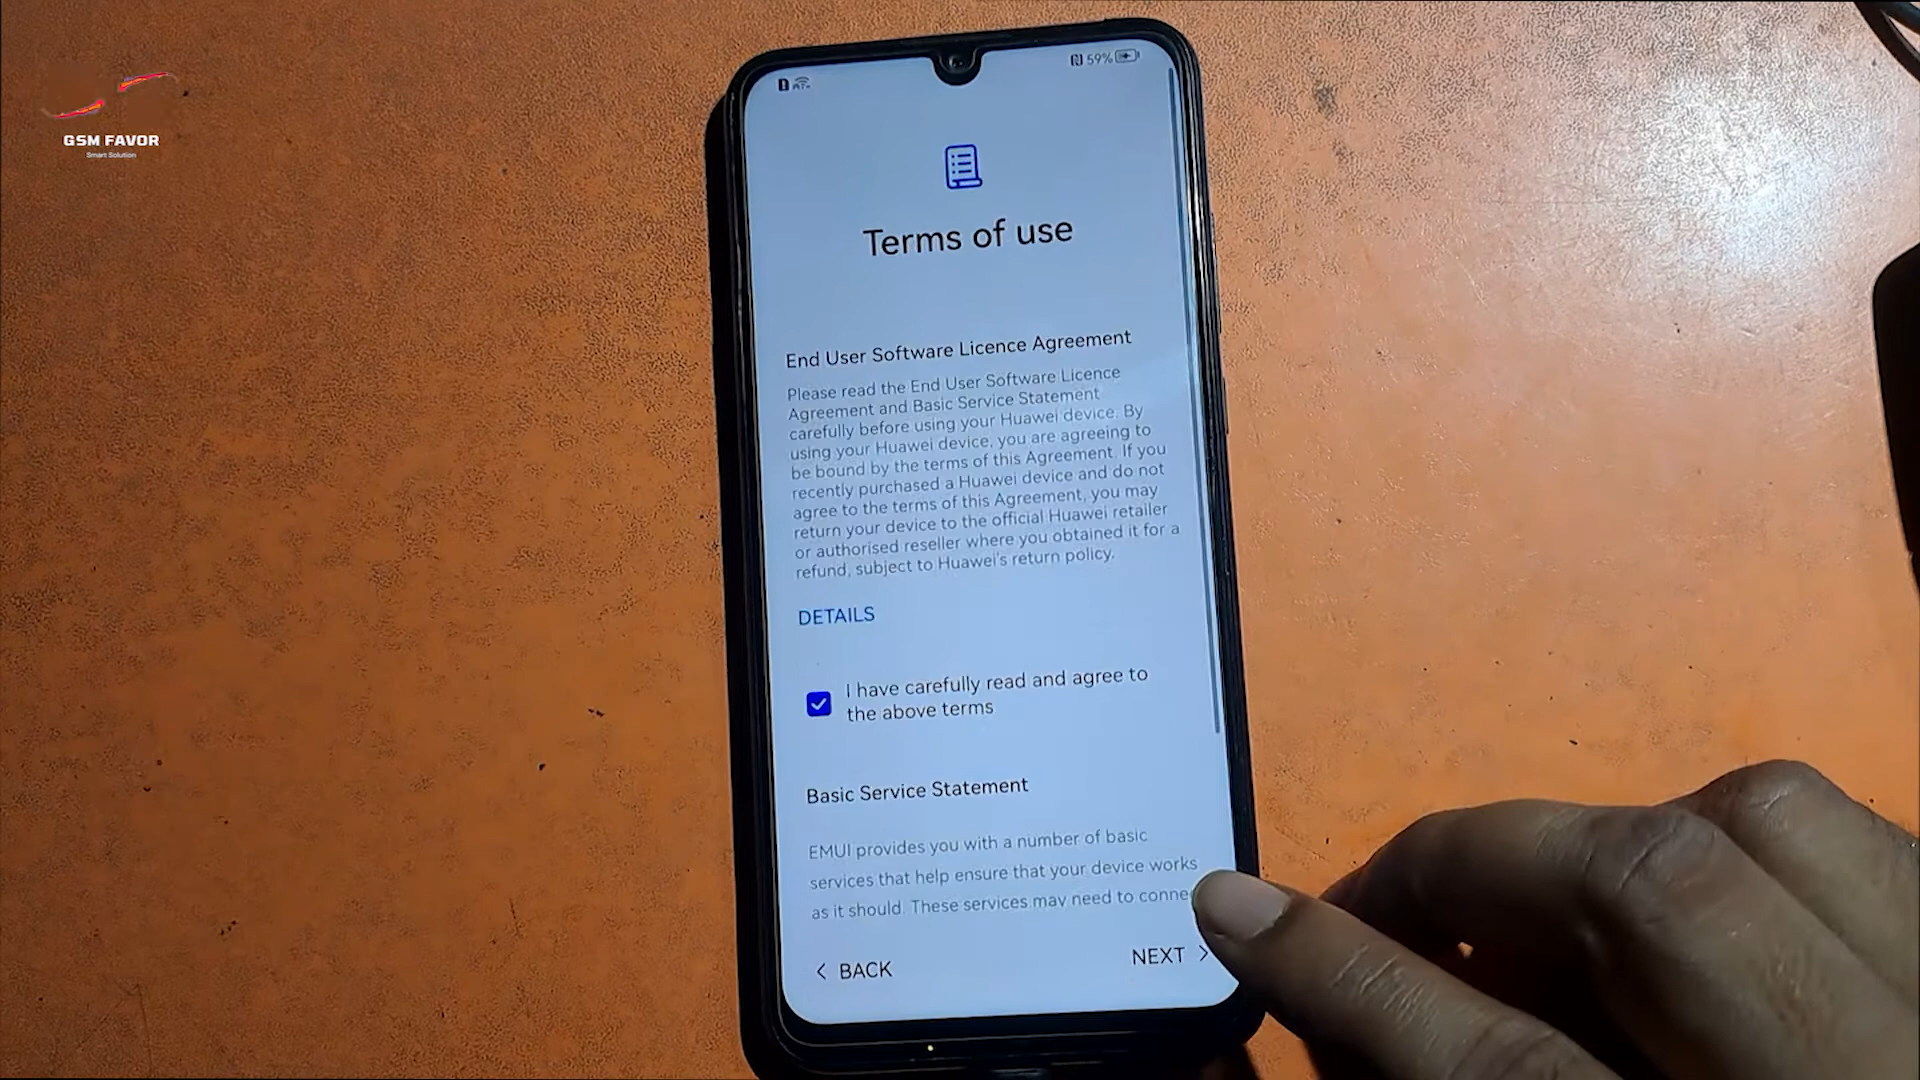 GSM FAVOR
Smart Solution
59%
Terms of use
End User Software Licence Agreement
Please read the End User Software Licence
Agreement and Basic Service Statement
carefully before using your Huawei device. By
using your Huawei device, you are agreeing to
be bound by the terms of this Agreement. If you
recently purchased a Huawei device and do not
agree to the terms of this Agreement, you may
return your device to the official Huawei retailer
or authorised reseller where you obtained it for a
refund, subject to Huawei's return policy.
DETAILS
I have carefully read and agree to
the above terms
Basic Service Statement
EMUI provides you with a number of basic
services that help ensure that your device works
as it should. These services may need to
BACK
NEXT